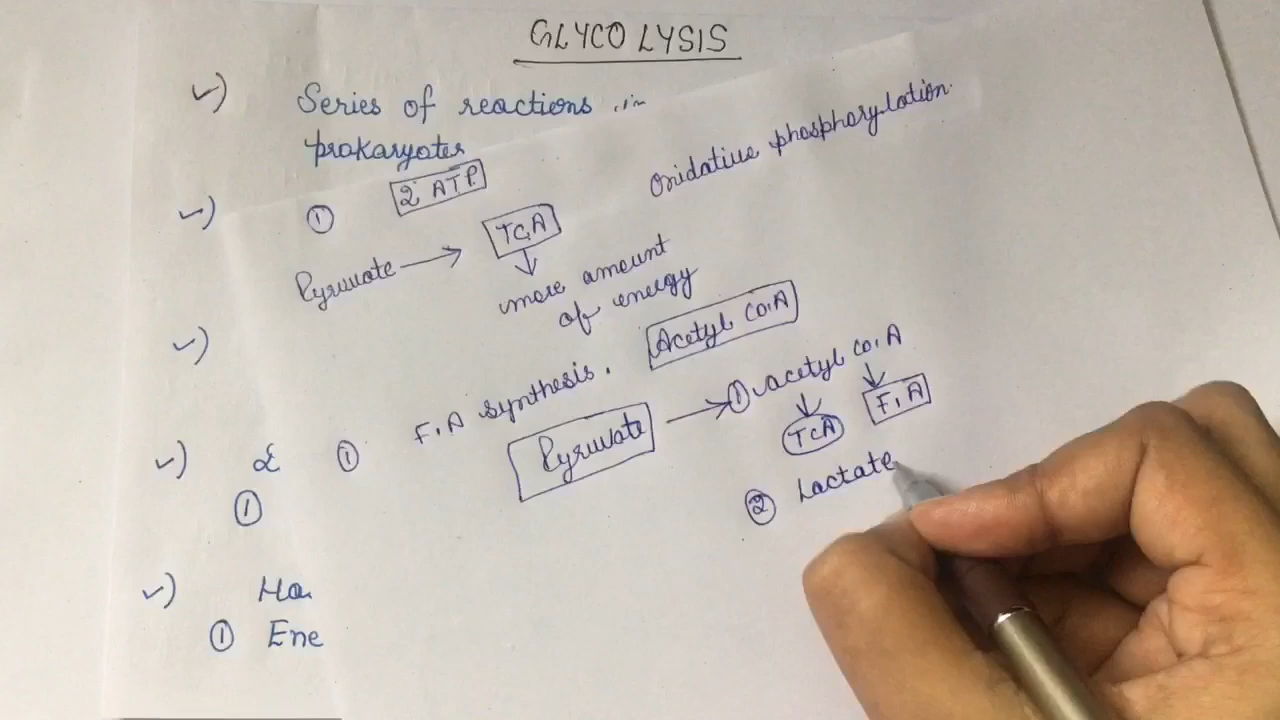 GLYCOLYSIS
Series of reactions in
prokaryotes
① 2 ATP
Oxidative phosphorylation.
Pyruvate → TCA
more amount
of energy
F.A synthesis. Acetyl Co.A
① Pyruvate → ① acetyl Co.A
TCA F.A
② Lactate
①
Ha
① Ene